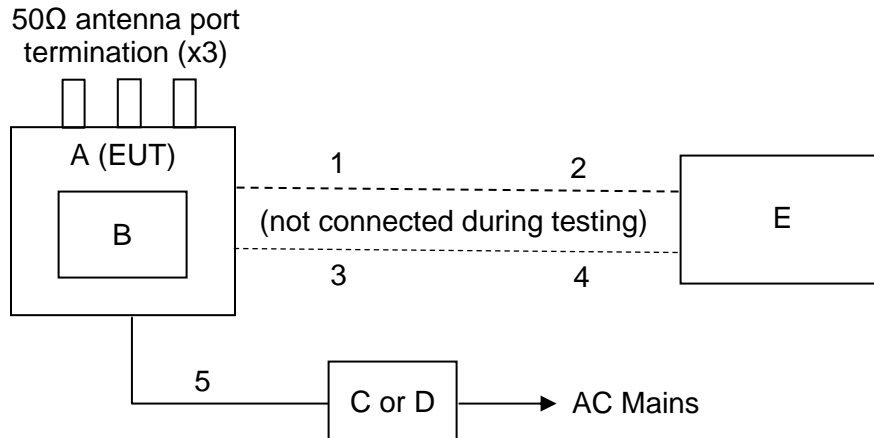 50Ω antenna port
termination (x3)
A (EUT)
B
1
2
(not connected during testing)
3
4
E
5
C or D
AC Mains